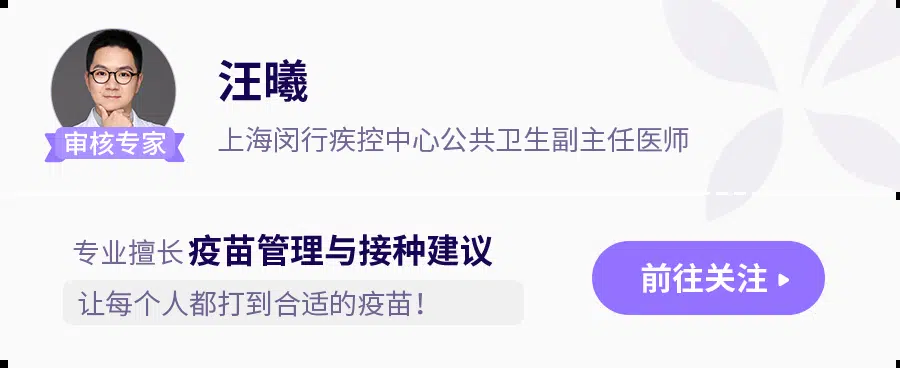 汪曦
审核专家
上海闵行疾控中心公共卫生副主任医师
专业擅长 疫苗管理与接种建议
让每个人都打到合适的疫苗！
前往关注